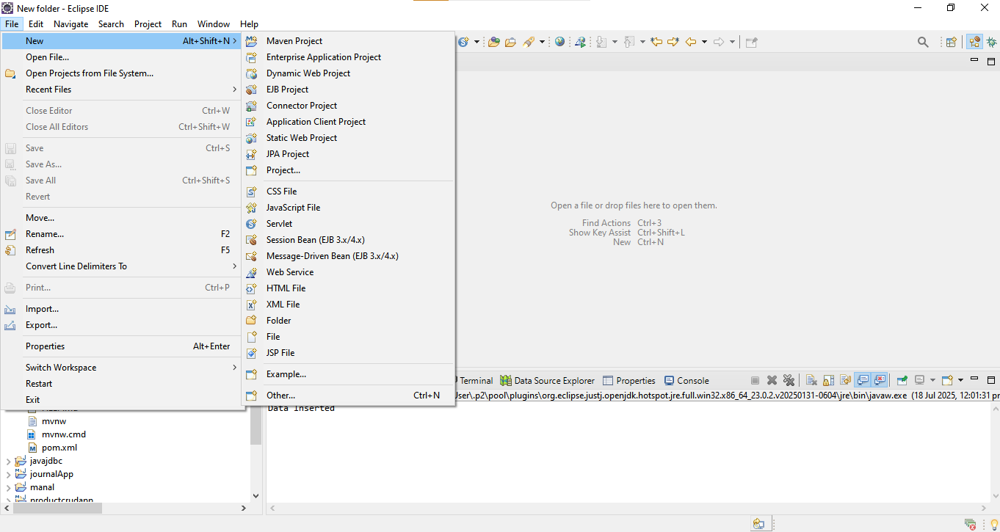 New folder - Eclipse IDE
File Edit Navigate Search Project Run Window Help
New Alt+Shift+N
Open File...
Open Projects from File System...
Recent Files
Close Editor Ctrl+W
Close All Editors Ctrl+Shift+W
Save Ctrl+S
Save As...
Save All Ctrl+Shift+S
Revert
Move...
Rename... F2
Refresh F5
Convert Line Delimiters To
Print... Ctrl+P
Import...
Export...
Properties Alt+Enter
Switch Workspace
Restart
Exit
Maven Project
Enterprise Application Project
Dynamic Web Project
EJB Project
Connector Project
Application Client Project
Static Web Project
JPA Project
Project...
CSS File
JavaScript File
Servlet
Session Bean (EJB 3.x/4.x)
Message-Driven Bean (EJB 3.x/4.x)
Web Service
HTML File
XML File
Folder
File
JSP File
Example...
Other... Ctrl+N
Open a file or drop files here to open them.
Find Actions Ctrl+3
Show Key Assist Ctrl+Shift+L
New Ctrl+N
Terminal Data Source Explorer Properties Console
User\.p2\pool\plugins\org.eclipse.justj.openjdk.hotspot.jre.full.win32.x86_64_23.0.2.v20250131-0604\jre\bin\javaw.exe (18 Jul 2025, 12:01:31 pr
Data Inserted
mvnw
mvnw.cmd
pom.xml
javajdbc
journalApp
manal
productcrudapp